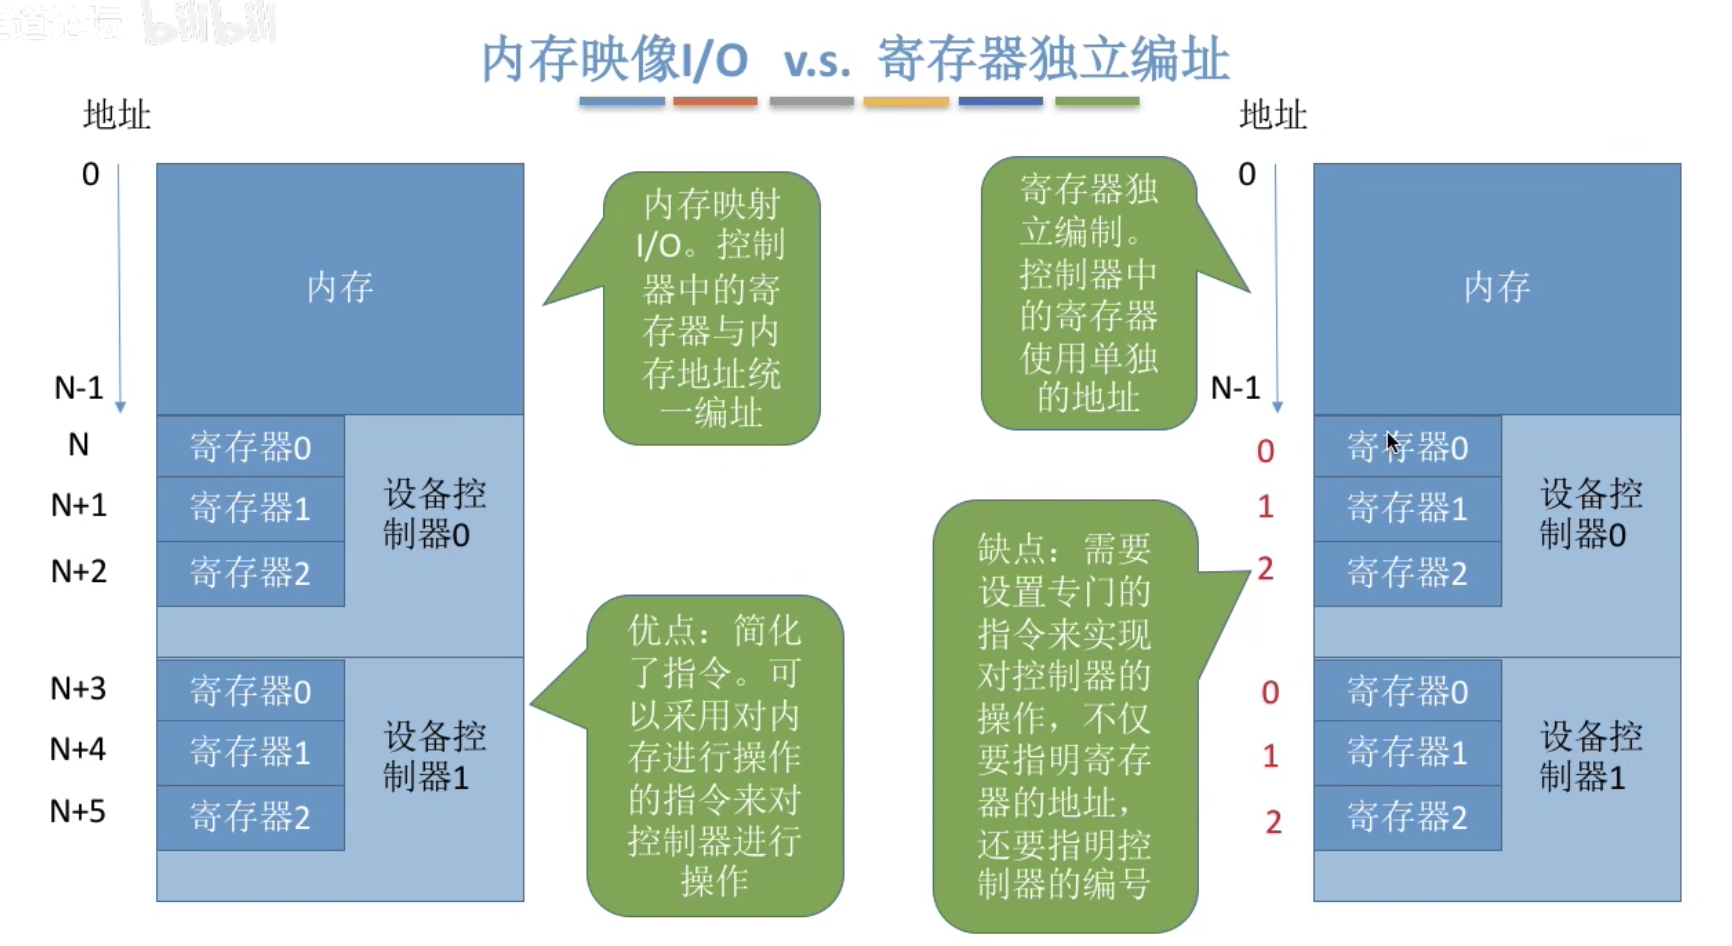 道论坛 bilibili
内存映像I/O v.s. 寄存器独立编址
地址
0
内存
N-1
N
寄存器0
N+1
寄存器1
N+2
寄存器2
设备控
制器0
N+3
寄存器0
N+4
寄存器1
N+5
寄存器2
设备控
制器1
内存映射
I/O。控制
器中的寄
存器与内
存地址统
一编址
优点：简化
了指令。可
以采用对内
存进行操作
的指令来对
控制器进行
操作
寄存器独
立编制。
控制器中
的寄存器
使用单独
的地址
缺点：需要
设置专门的
指令来实现
对控制器的
操作，不仅
要指明寄存
器的地址，
还要指明控
制器的编号
地址
0
内存
N-1
0
寄存器0
1
寄存器1
2
寄存器2
设备控
制器0
0
寄存器0
1
寄存器1
2
寄存器2
设备控
制器1